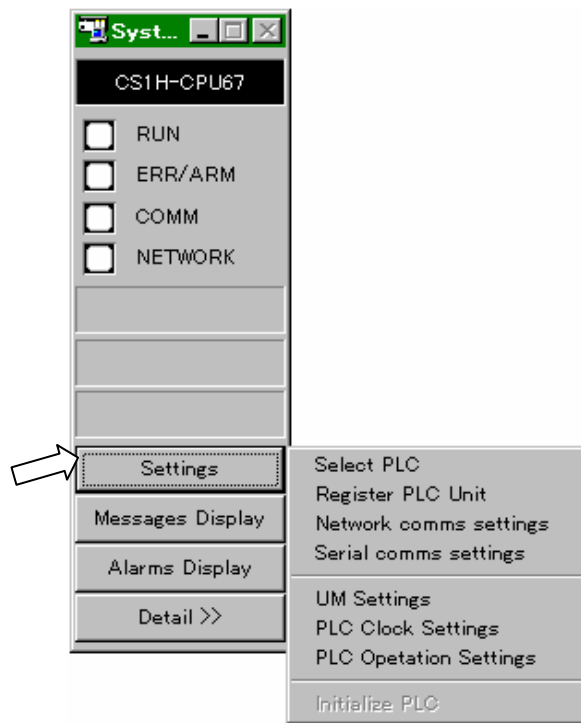 Syst...
CS1H-CPU67
RUN
ERR/ARM
COMM
NETWORK
Settings
Messages Display
Alarms Display
Detail >>
Select PLC
Register PLC Unit
Network comms settings
Serial comms settings
UM Settings
PLC Clock Settings
PLC Opetation Settings
Initialize PLC